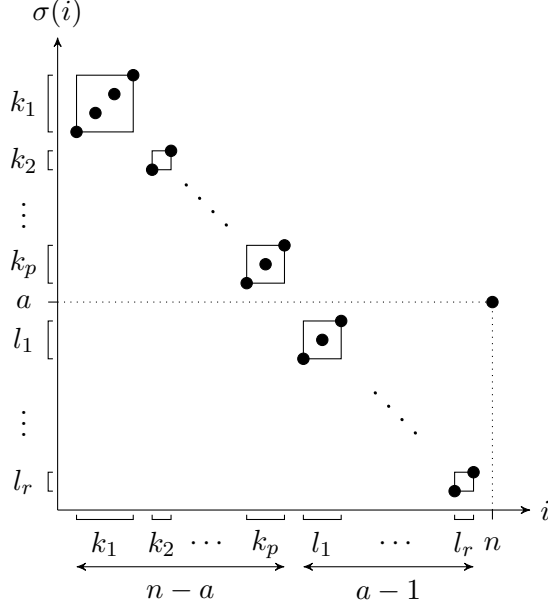 σ(i)
k₁
k₂
⋮
kₚ
a
l₁
⋮
lᵣ
i
k₁ k₂ ⋯ kₚ l₁ ⋯ lᵣ n
n − a a − 1